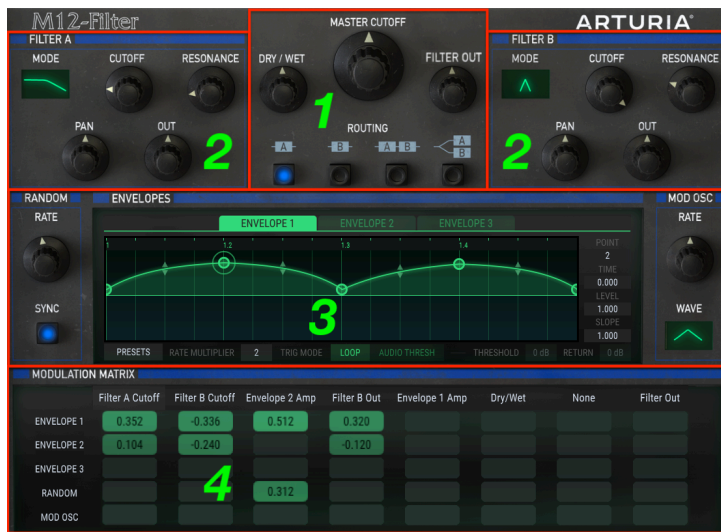 M12-Filter
ARTURIA
FILTER A
MODE
CUTOFF
RESONANCE
PAN
OUT
2
MASTER CUTOFF
DRY / WET
FILTER OUT
1
ROUTING
A
B
A B
A
B
FILTER B
MODE
CUTOFF
RESONANCE
PAN
OUT
2
RANDOM
RATE
SYNC
ENVELOPES
ENVELOPE 1 ENVELOPE 2 ENVELOPE 3
1 1.2 1.3 1.4
3
POINT
2
TIME
0.000
LEVEL
1.000
SLOPE
1.000
PRESETS RATE MULTIPLIER 2 TRIG MODE LOOP AUDIO THRESH THRESHOLD 0 dB RETURN 0 dB
MOD OSC
RATE
WAVE
MODULATION MATRIX
Filter A Cutoff Filter B Cutoff Envelope 2 Amp Filter B Out Envelope 1 Amp Dry/Wet None Filter Out
ENVELOPE 1 0.352 -0.336 0.512 0.320
ENVELOPE 2 0.104 -0.240 -0.120
ENVELOPE 3
4
RANDOM 0.312
MOD OSC